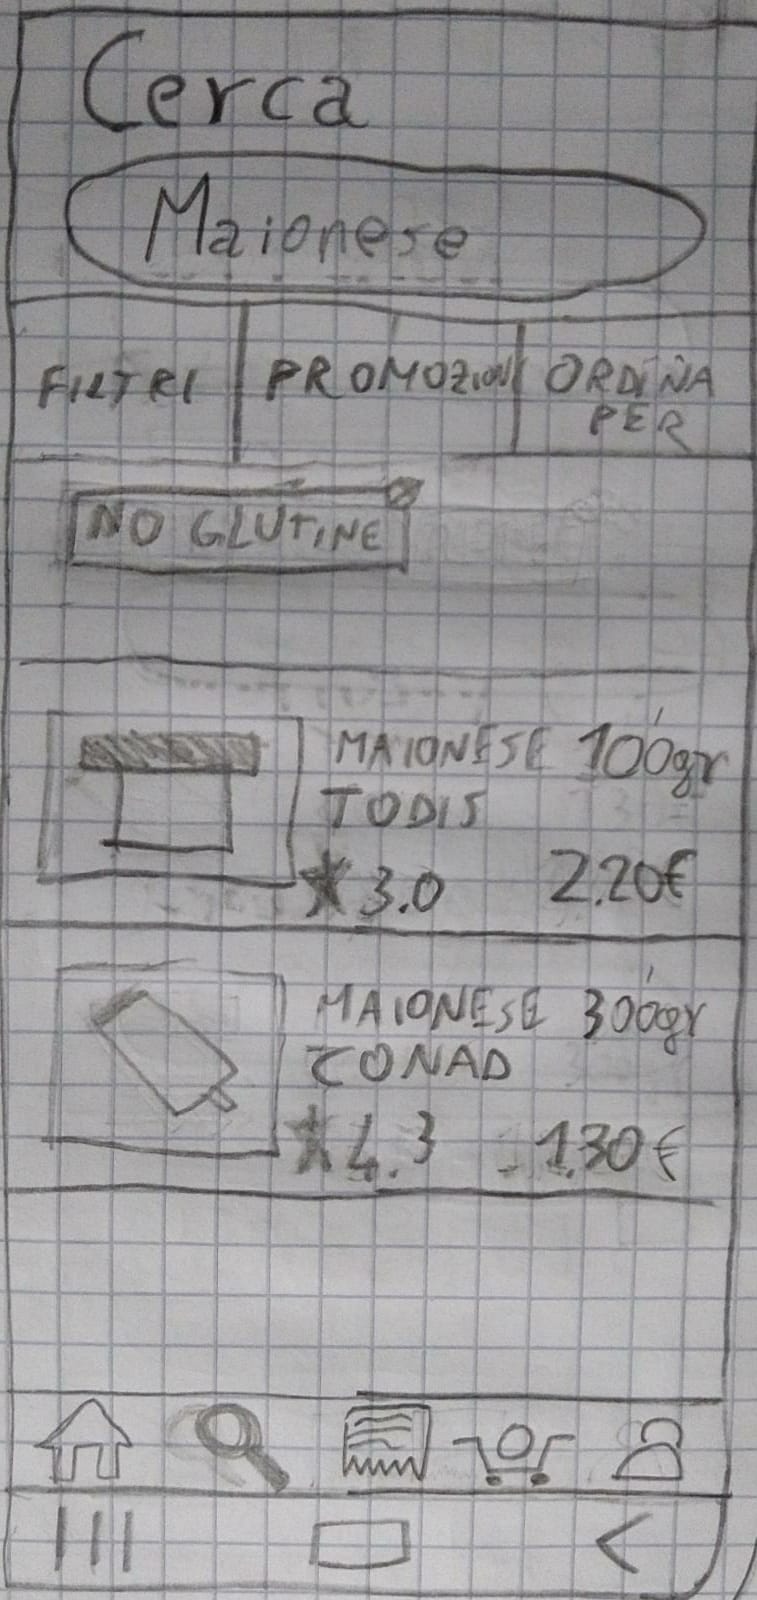 Cerca
Maionese
FILTRI PROMOZIONI ORDINA
PER
NO GLUTINE
MAIONESE 100gr
TODIS
★ 3.0 2.20€
MAIONESE 300gr
CONAD
★ 4.3 1.30€